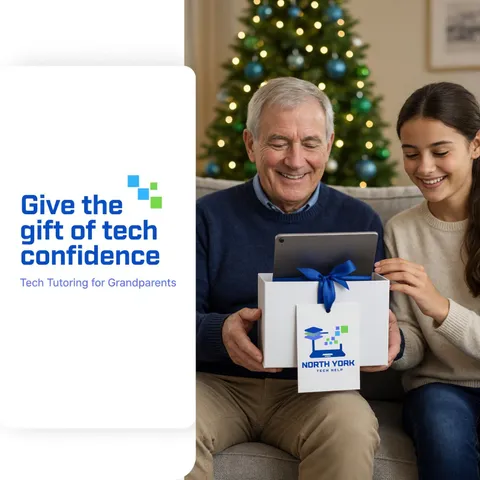 Give the
gift of tech
confidence
Tech Tutoring for Grandparents
NORTH YORK
TECH HELP